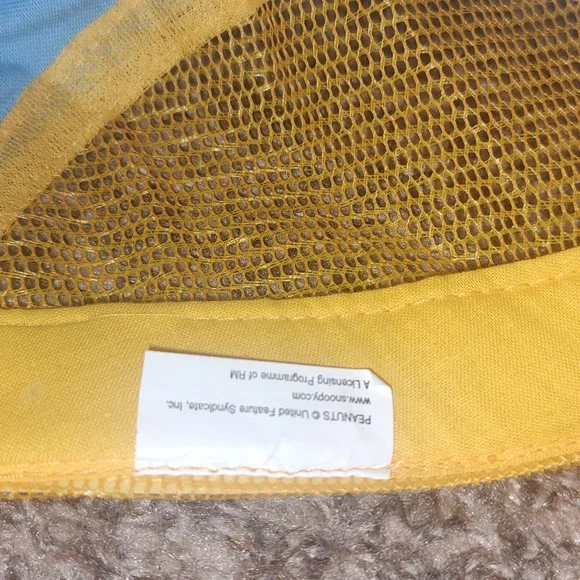 PEANUTS © United Feature Syndicate, Inc.
www.snoopy.com
A Licensing Programme of RM